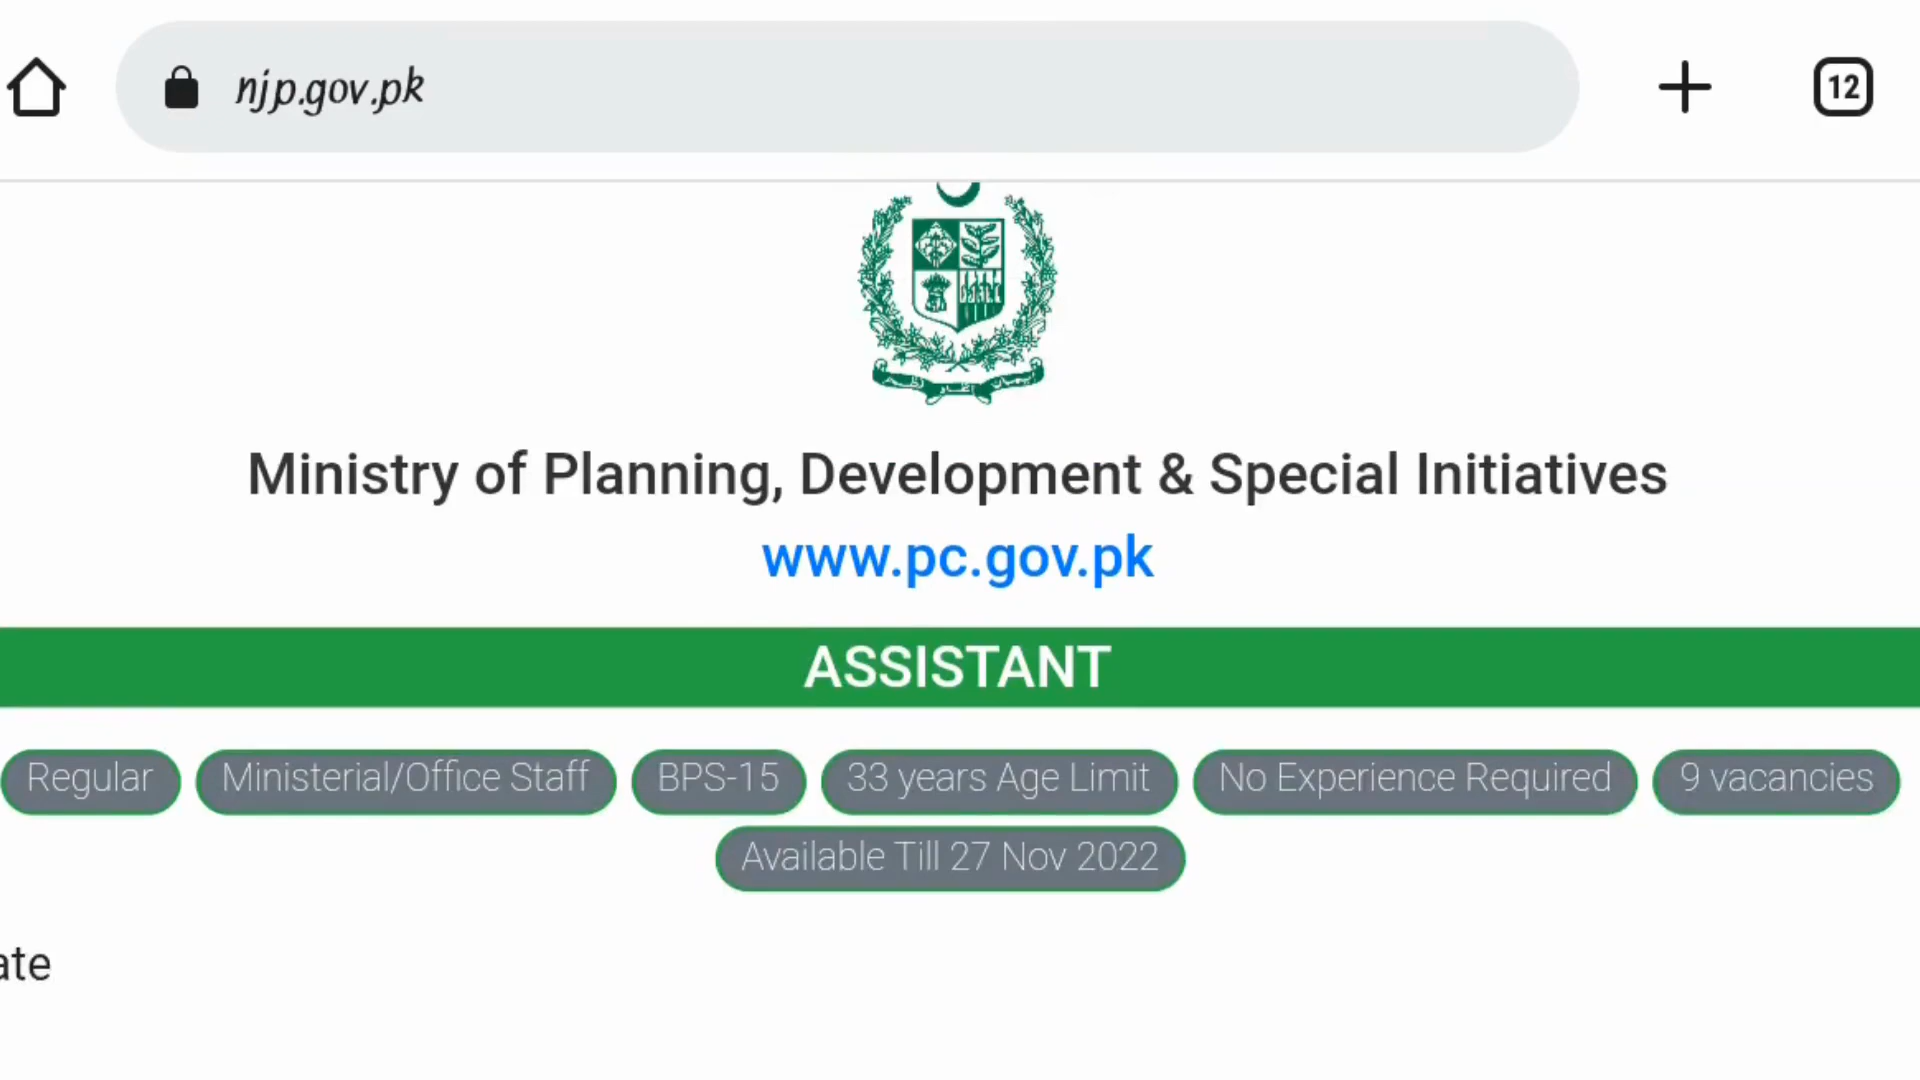 njp.gov.pk
12
Ministry of Planning, Development & Special Initiatives
www.pc.gov.pk
ASSISTANT
Regular Ministerial/Office Staff BPS-15 33 years Age Limit No Experience Required 9 vacancies
Available Till 27 Nov 2022
ate